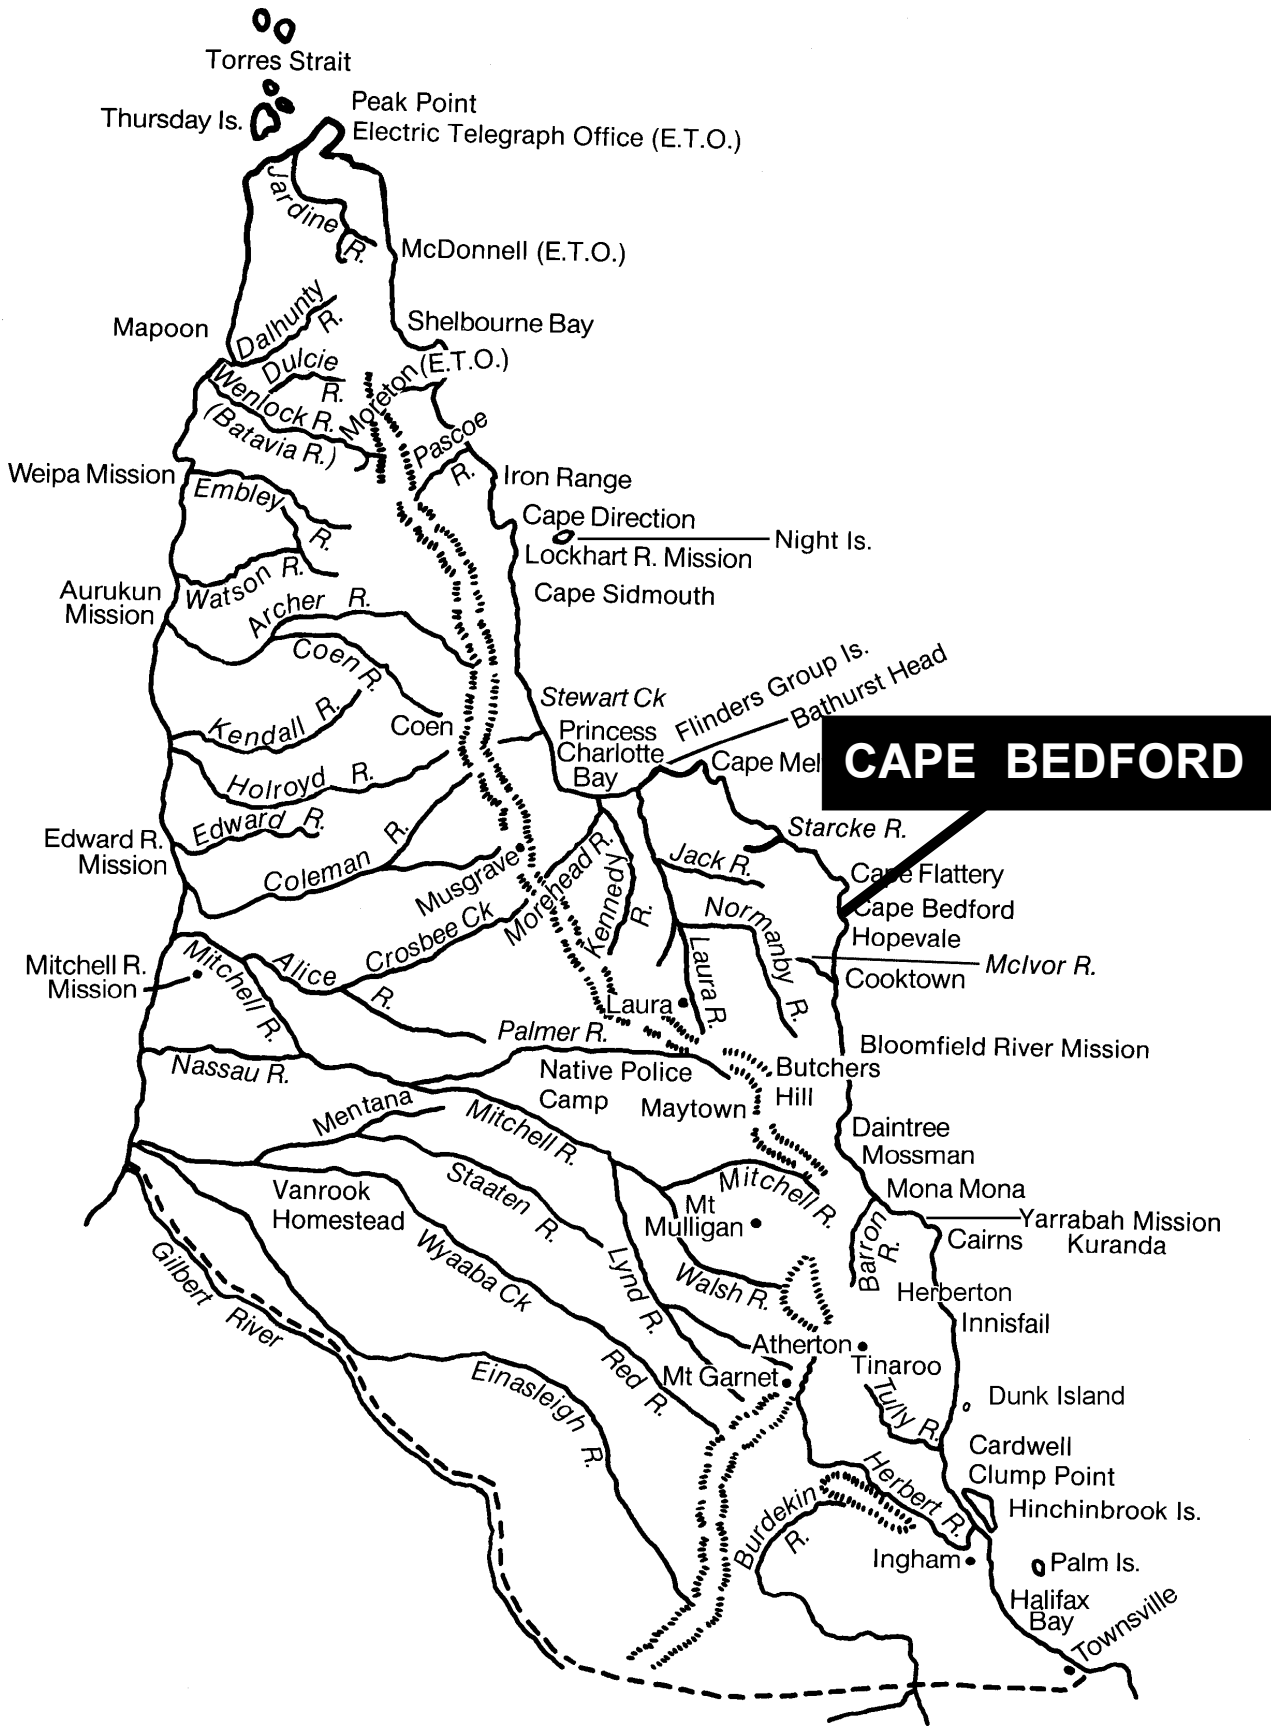 Torres Strait
Thursday Is.
Peak Point
Electric Telegraph Office (E.T.O.)
Jardine R.
McDonnell (E.T.O.)
Mapoon
Dalhunty R.
Shelbourne Bay
Dulcie R.
Moreton (E.T.O.)
Wenlock R.
(Batavia R.)
Pascoe R.
Weipa Mission
Embley R.
Iron Range
Cape Direction
Night Is.
Lockhart R. Mission
Cape Sidmouth
Aurukun
Mission
Watson R.
Archer R.
Coen R.
Stewart Ck
Flinders Group Is.
Bathurst Head
Kendall R.
Coen
Princess
Charlotte
Bay
Cape Mel
CAPE BEDFORD
Holroyd R.
Edward R.
Edward R.
Mission
Coleman R.
Musgrave
Morehead R.
Kennedy R.
Jack R.
Starcke R.
Cape Flattery
Cape Bedford
Hopevale
McIvor R.
Cooktown
Normanby R.
Laura R.
Laura
Crosbee Ck
Alice R.
Mitchell R.
Mitchell R.
Mission
Palmer R.
Nassau R.
Native Police
Camp
Maytown
Butchers
Hill
Bloomfield River Mission
Mentana
Mitchell R.
Daintree
Mossman
Mona Mona
Yarrabah Mission
Cairns
Kuranda
Mitchell R.
Mt
Mulligan
Barron R.
Vanrook
Homestead
Staaten R.
Wyaaba Ck
Lynd R.
Walsh R.
Herberton
Innisfail
Gilbert River
Atherton
Tinaroo
Mt Garnet
Red R.
Einasleigh R.
Tully R.
Dunk Island
Cardwell
Clump Point
Hinchinbrook Is.
Herbert R.
Burdekin R.
Ingham
Palm Is.
Halifax
Bay
Townsville